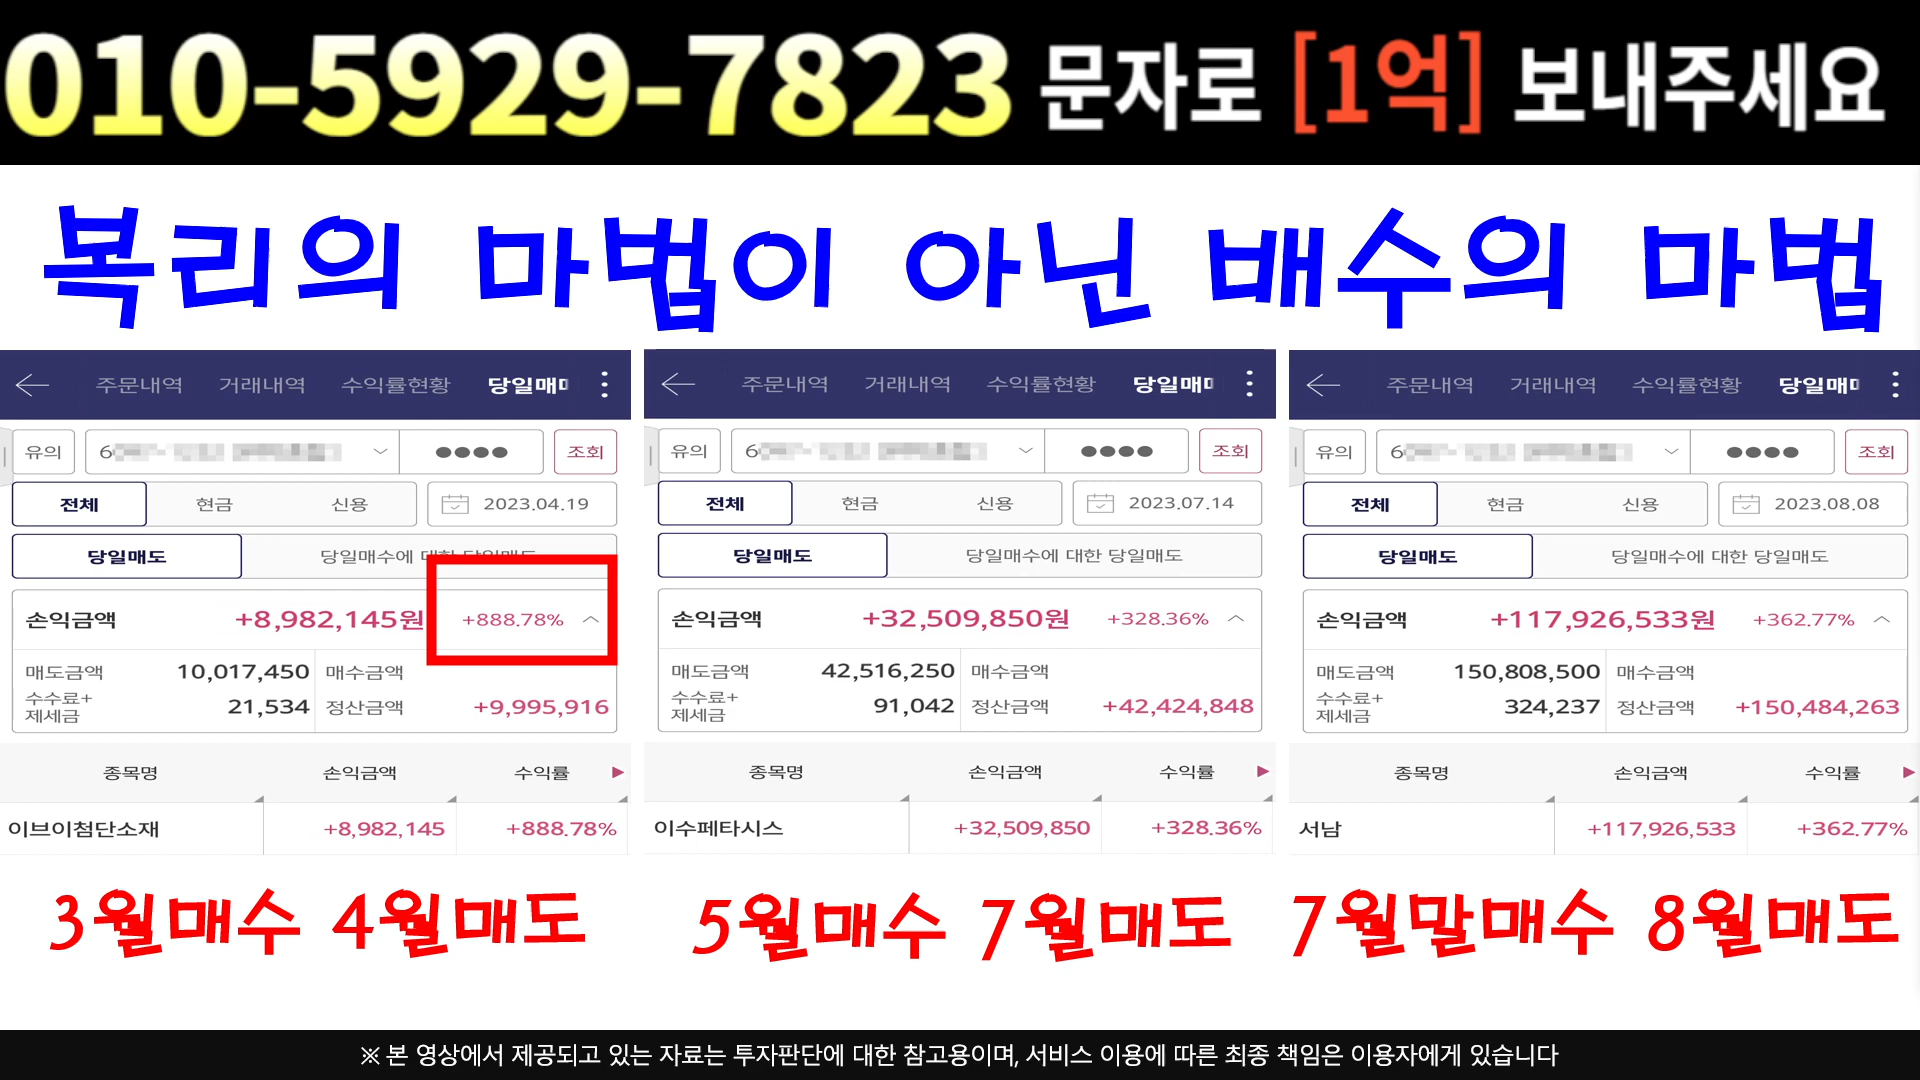 010-5929-7823 문자로 [1억] 보내주세요
복리의 마법이 아닌 배수의 마법
주문내역 거래내역 수익률현황 당일매
유의 6 ●●●● 조회
전체 현금 신용 2023.04.19
당일매도 당일매수에 대한 당일매도
손익금액 +8,982,145원 +888.78%
매도금액 10,017,450 매수금액
수수료+
제세금 21,534 정산금액 +9,995,916
종목명 손익금액 수익률
이브이첨단소재 +8,982,145 +888.78%
3월매수 4월매도
주문내역 거래내역 수익률현황 당일매
유의 6 ●●●● 조회
전체 현금 신용 2023.07.14
당일매도 당일매수에 대한 당일매도
손익금액 +32,509,850원 +328.36%
매도금액 42,516,250 매수금액
수수료+
제세금 91,042 정산금액 +42,424,848
종목명 손익금액 수익률
이수페타시스 +32,509,850 +328.36%
5월매수 7월매도
주문내역 거래내역 수익률현황 당일매
유의 6 ●●●● 조회
전체 현금 신용 2023.08.08
당일매도 당일매수에 대한 당일매도
손익금액 +117,926,533원 +362.77%
매도금액 150,808,500 매수금액
수수료+
제세금 324,237 정산금액 +150,484,263
종목명 손익금액 수익률
서남 +117,926,533 +362.77%
7월말매수 8월매도
※ 본 영상에서 제공되고 있는 자료는 투자판단에 대한 참고용이며, 서비스 이용에 따른 최종 책임은 이용자에게 있습니다